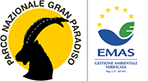 PARCO NAZIONALE GRAN PARADISO
EMAS
GESTIONE AMBIENTALE
VERIFICATA